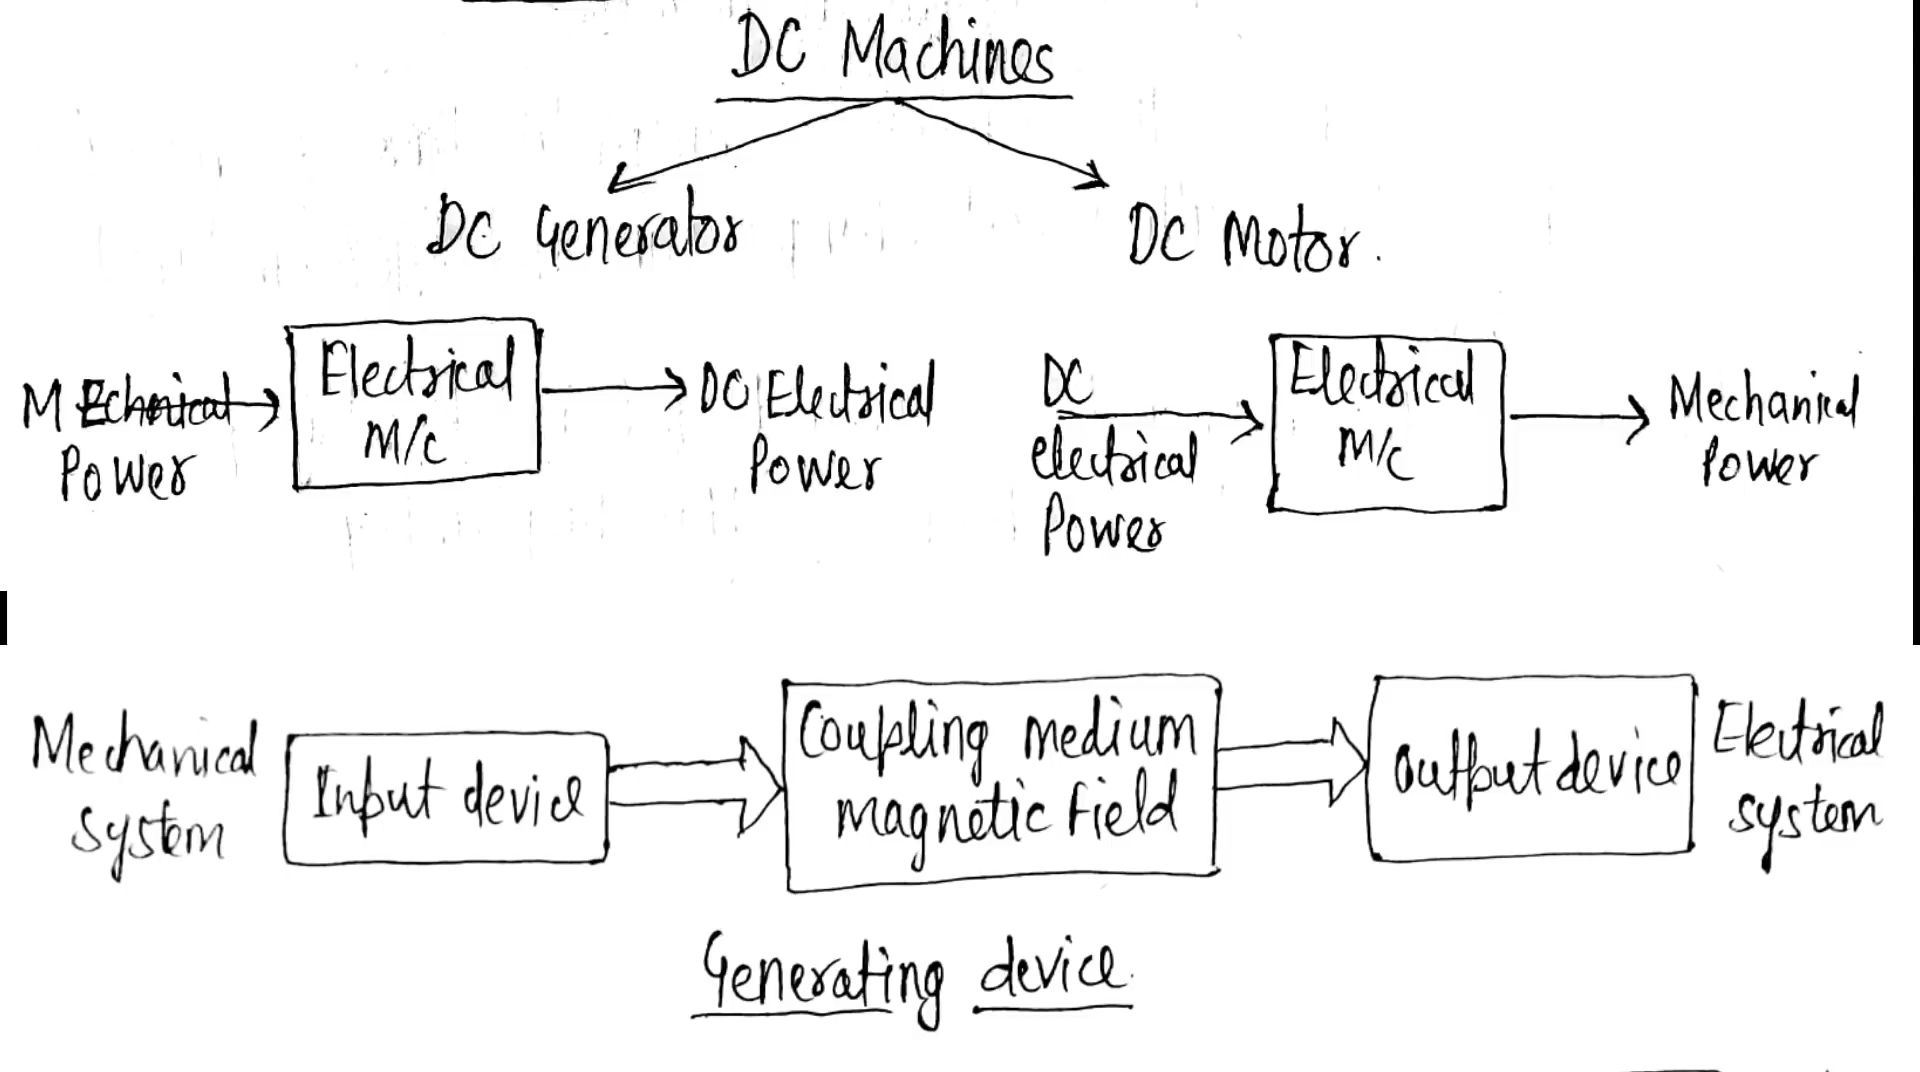 DC Machines
DC Generator
DC Motor.
Mechanical
Power
Electrical
M/c
DC Electrical
Power
DC
electrical
Power
Electrical
M/c
Mechanical
Power
Mechanical
system
Input device
Coupling medium
magnetic field
output device
Electrical
system
Generating device.